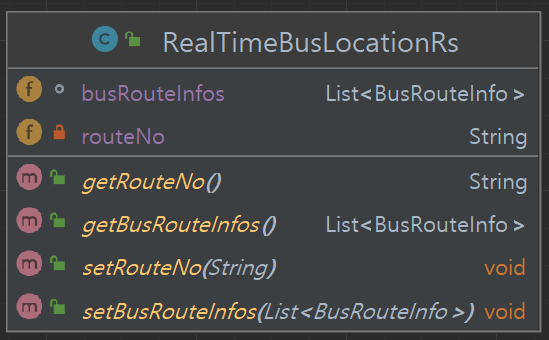 C RealTimeBusLocationRs
f busRouteInfos List<BusRouteInfo>
f routeNo String
m getRouteNo() String
m getBusRouteInfos() List<BusRouteInfo>
m setRouteNo(String) void
m setBusRouteInfos(List<BusRouteInfo>) void